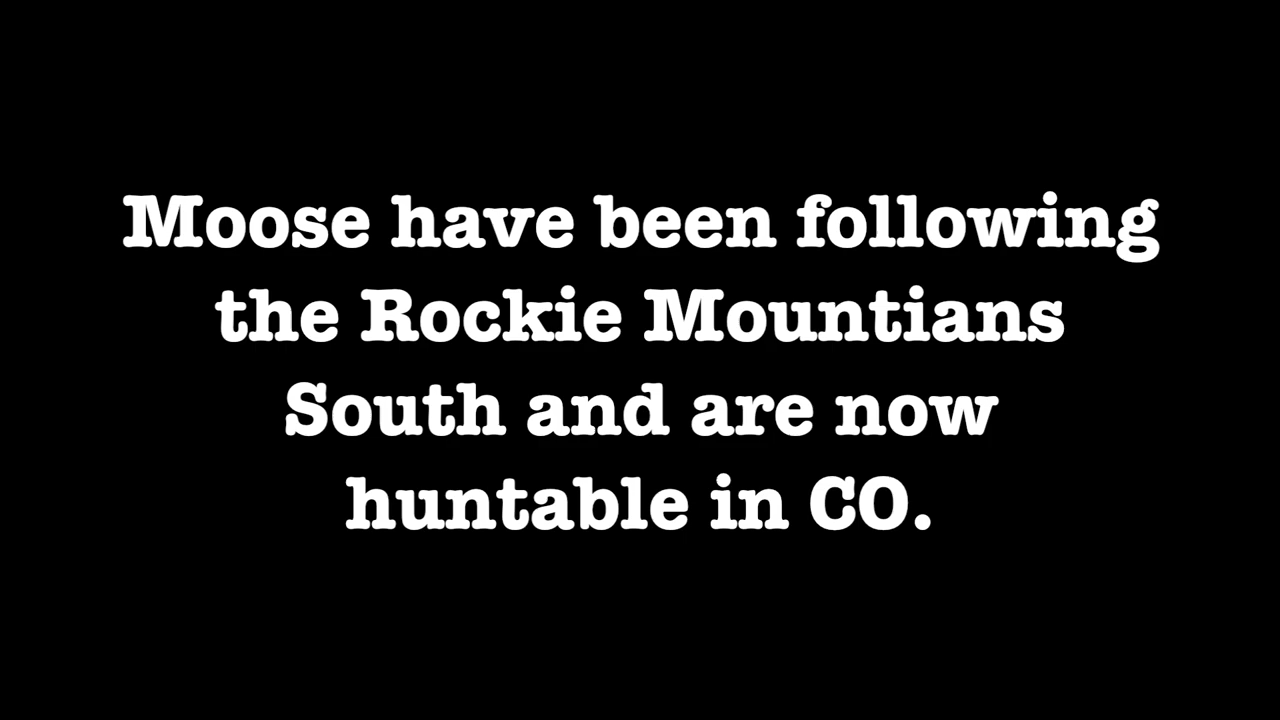 Moose have been following
the Rockie Mountians
South and are now
huntable in CO.